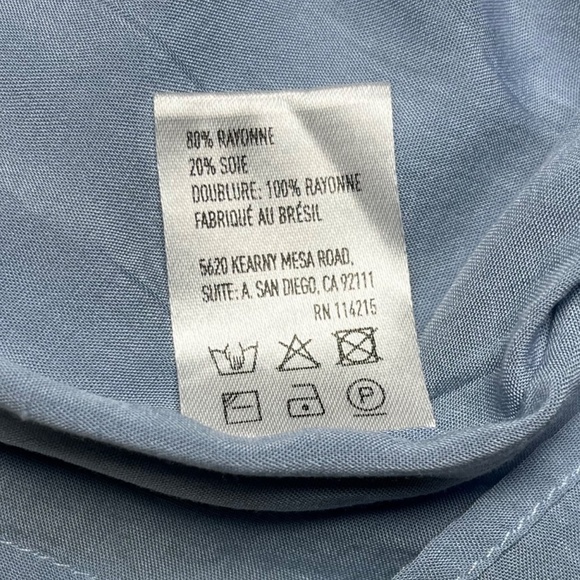 80% RAYONNE
20% SOIE
DOUBLURE: 100% RAYONNE
FABRIQUÉ AU BRÉSIL
5620 KEARNY MESA ROAD,
SUITE: A. SAN DIEGO, CA 92111
RN 114215
P